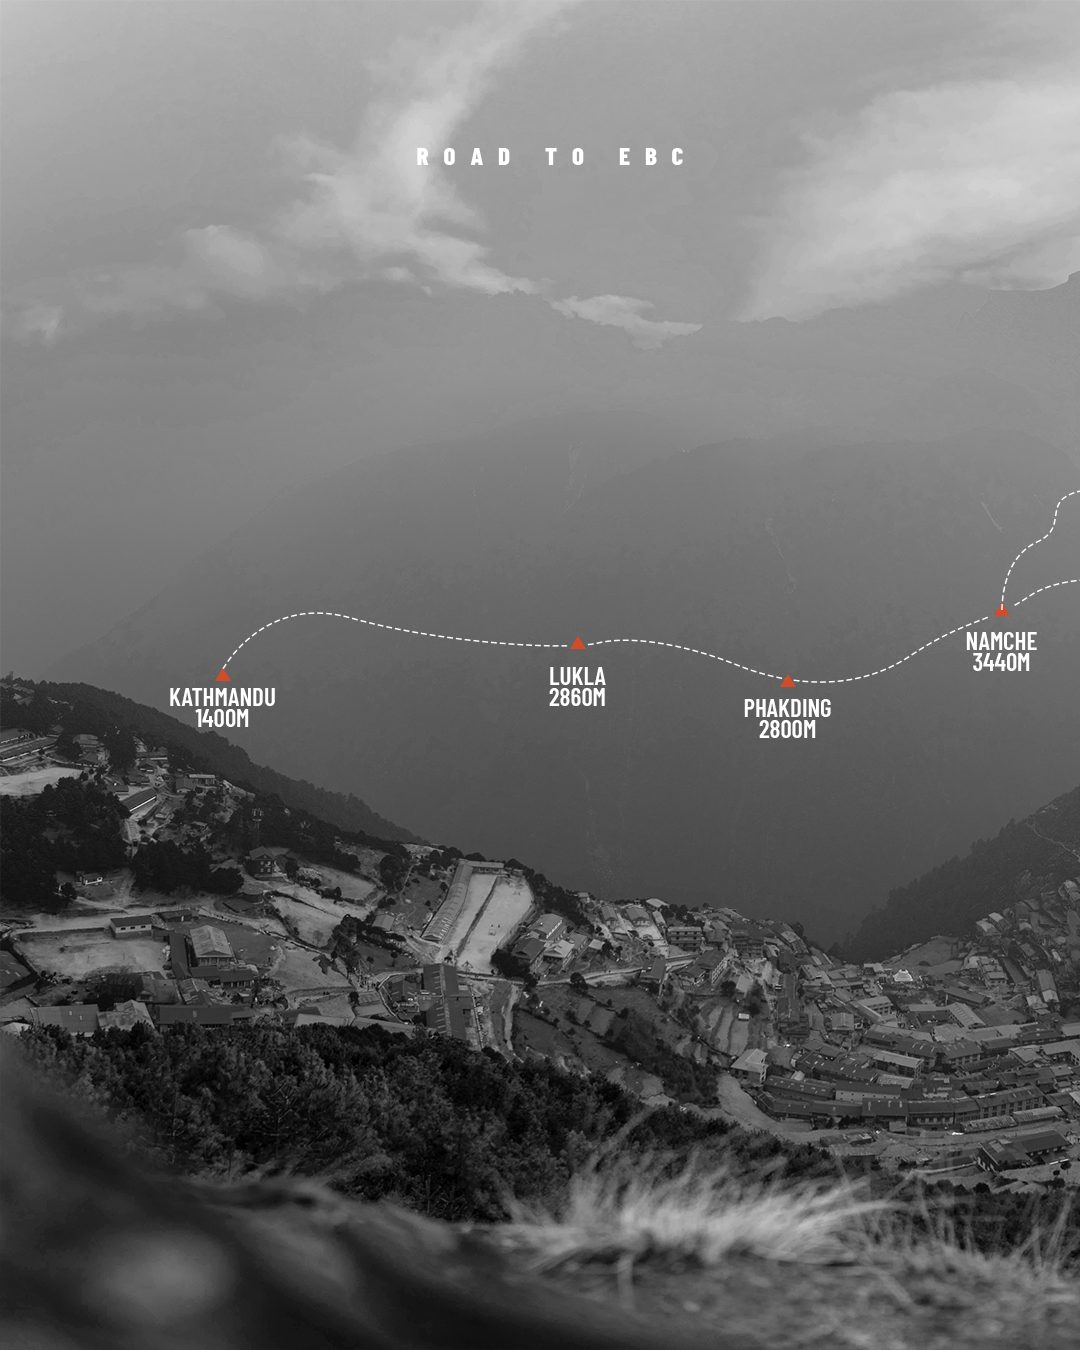 ROAD TO EBC
NAMCHE
3440M
KATHMANDU
1400M
LUKLA
2860M
PHAKDING
2800M